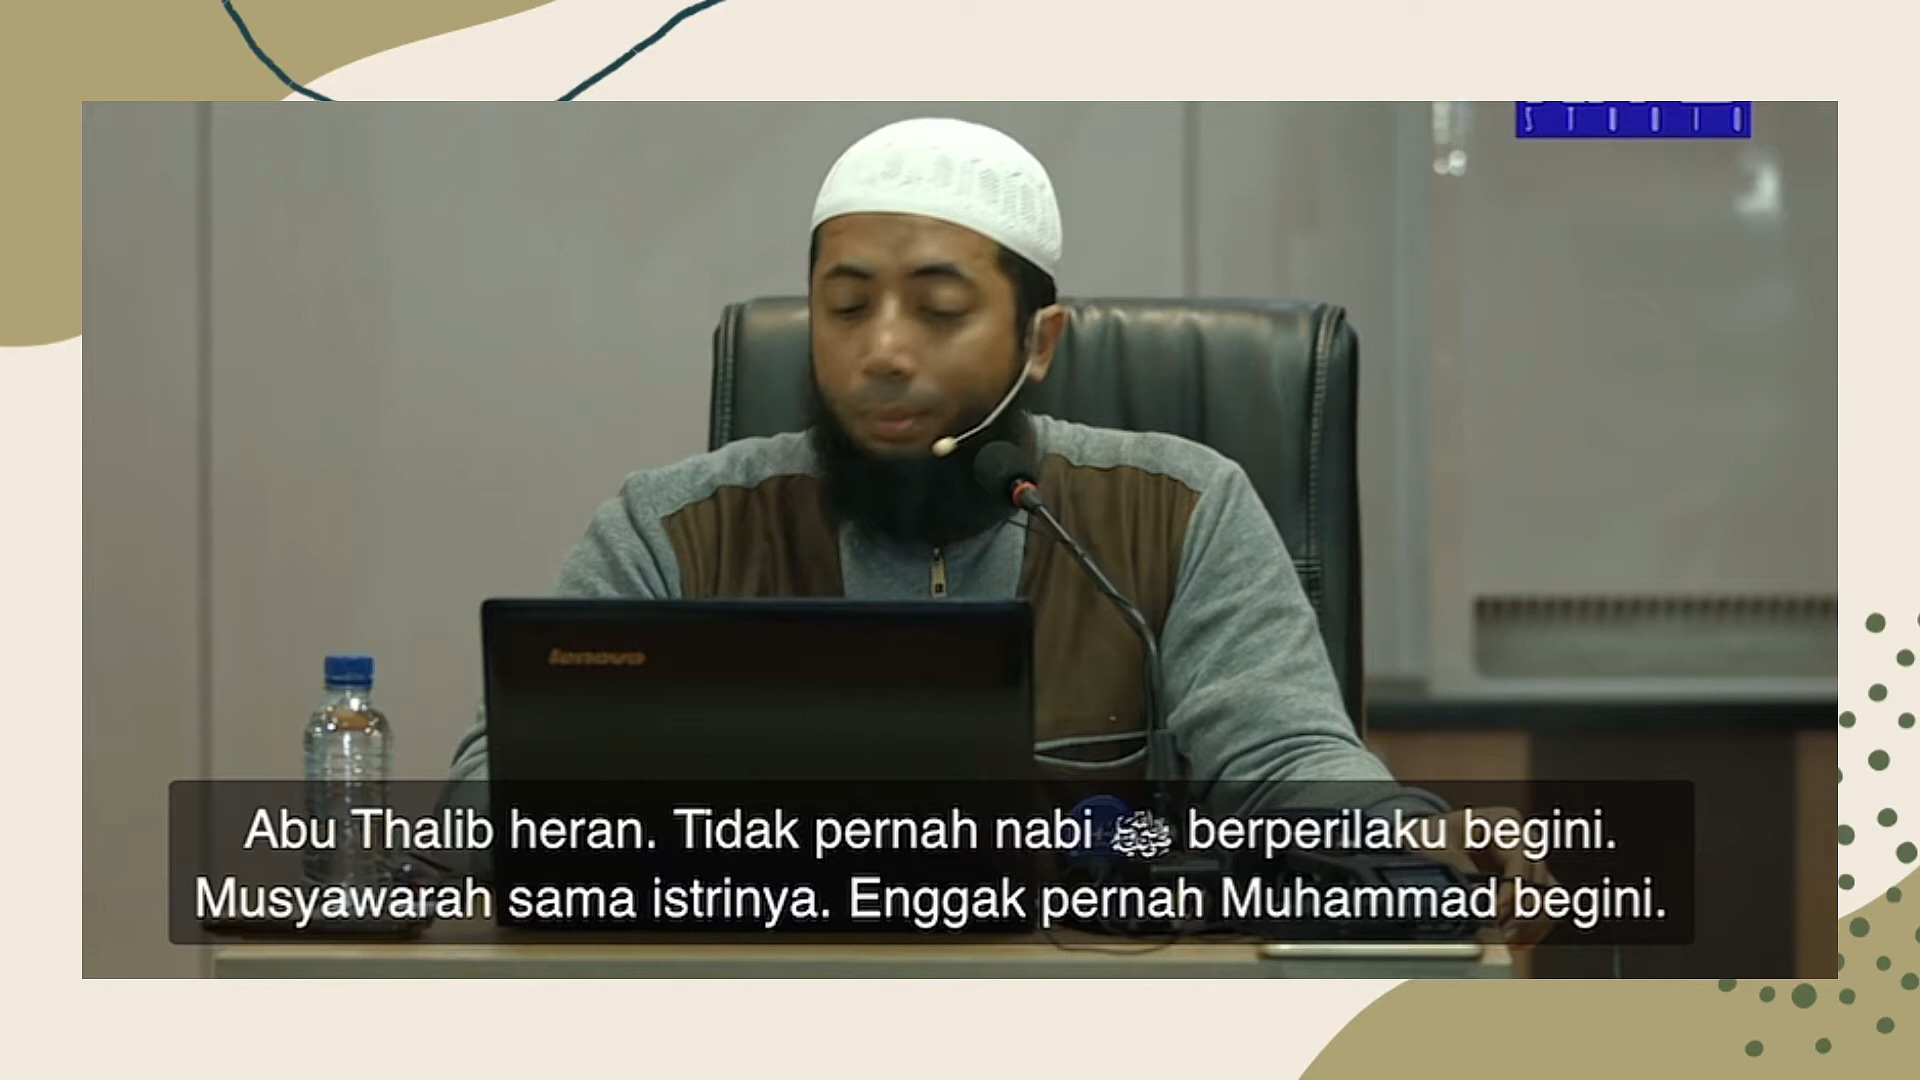 STUDIO
lenovo
Abu Thalib heran. Tidak pernah nabi ﷺ berperilaku begini.
Musyawarah sama istrinya. Enggak pernah Muhammad begini.